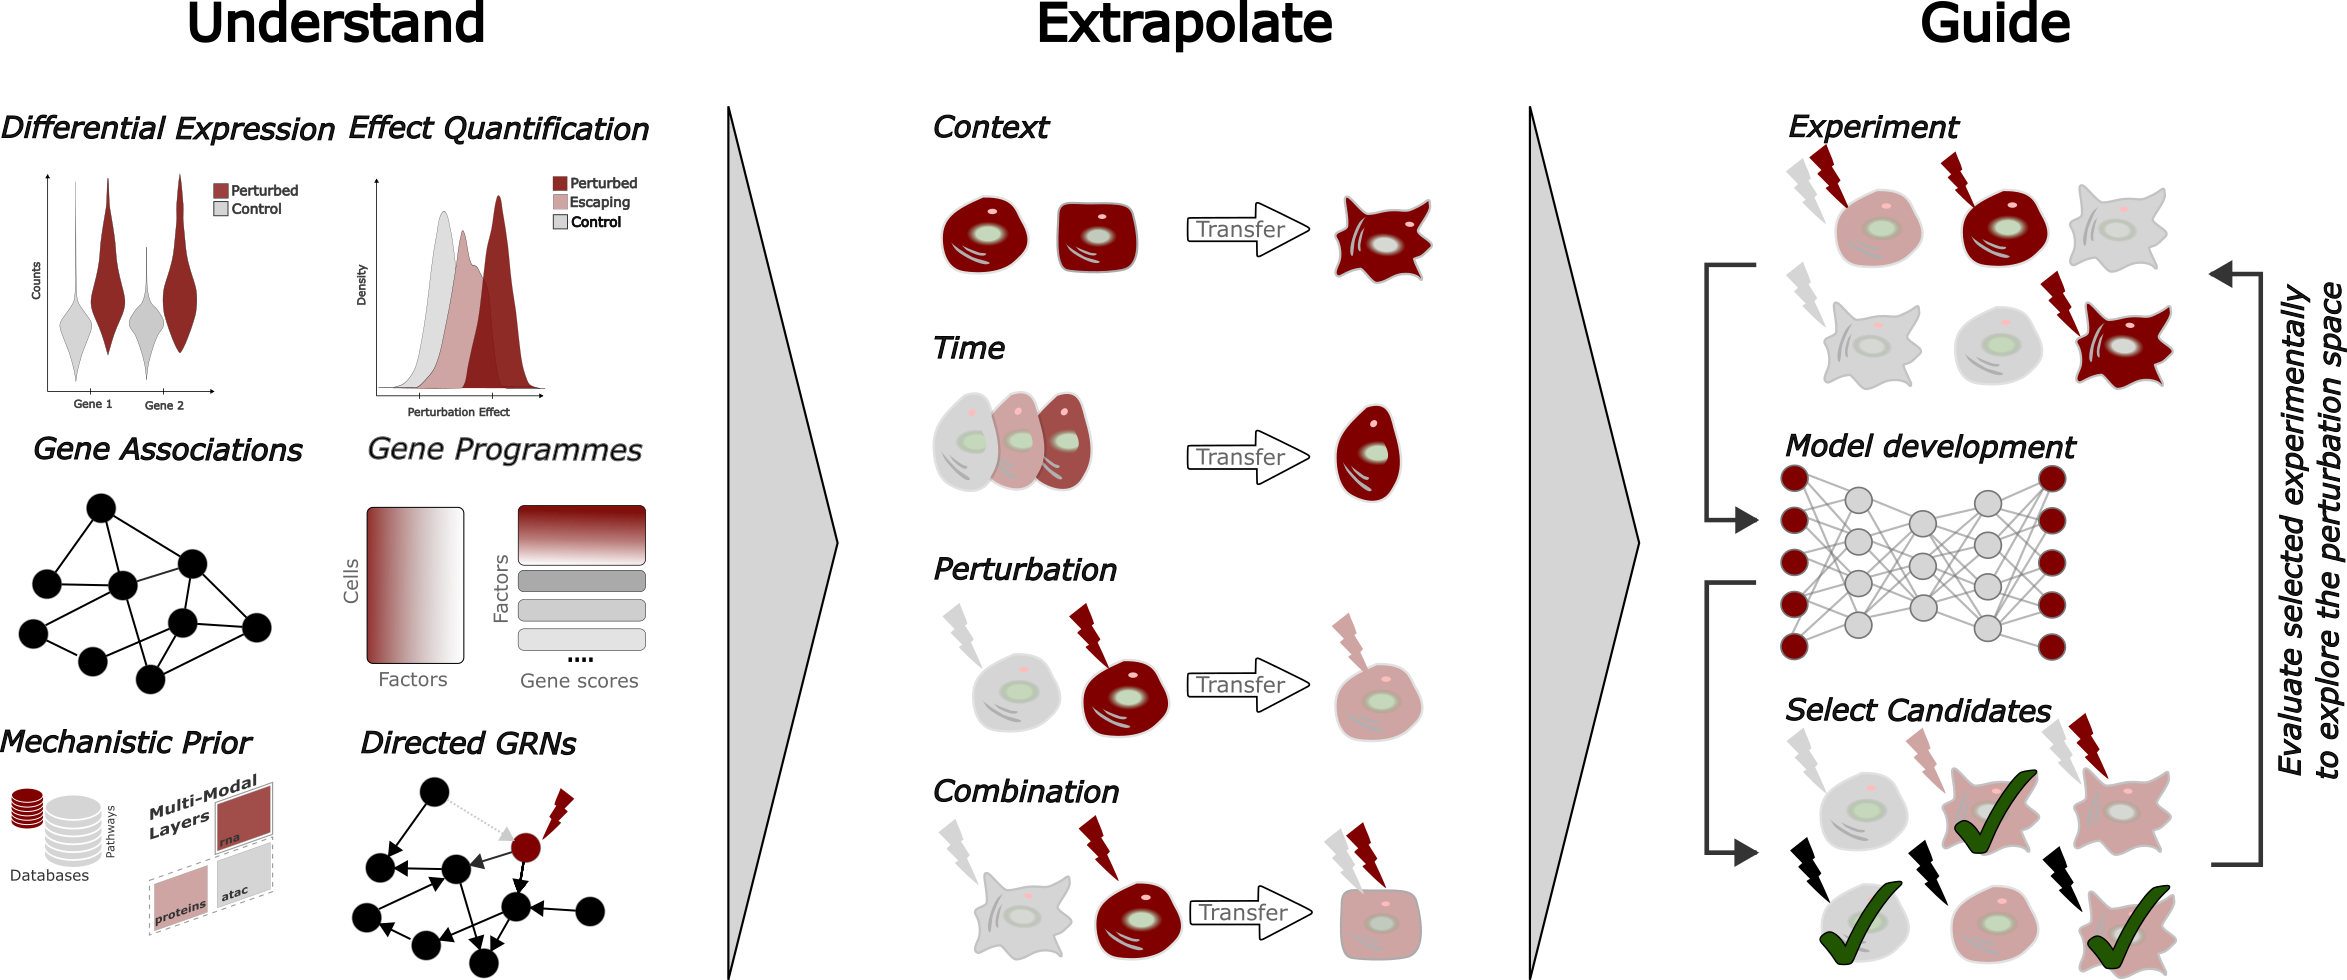 Understand
Differential Expression
Perturbed
Control
Counts
Gene 1
Gene 2
Effect Quantification
Perturbed
Escaping
Control
Density
Perturbation Effect
Gene Associations
Gene Programmes
Cells
Factors
Factors
....
Gene scores
Mechanistic Prior
Databases
Pathways
Multi-Modal
Layers
rna
proteins
atac
Directed GRNs
Extrapolate
Context
Transfer
Time
Transfer
Perturbation
Transfer
Combination
Transfer
Guide
Experiment
Model development
Select Candidates
Evaluate selected experimentally
to explore the perturbation space